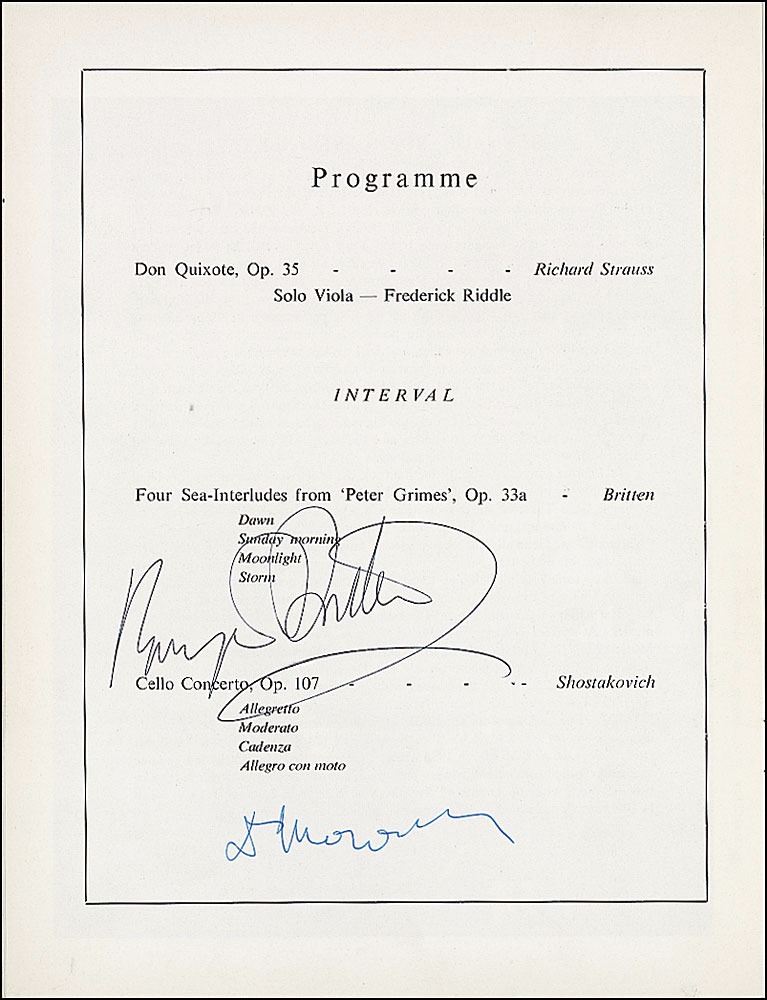 Programme
Don Quixote, Op. 35 - - - - Richard Strauss
Solo Viola — Frederick Riddle
INTERVAL
Four Sea-Interludes from ‘Peter Grimes’, Op. 33a - Britten
Dawn
Sunday morning
Moonlight
Storm
Britten
Cello Concerto, Op. 107 - - - - - Shostakovich
Allegretto
Moderato
Cadenza
Allegro con moto